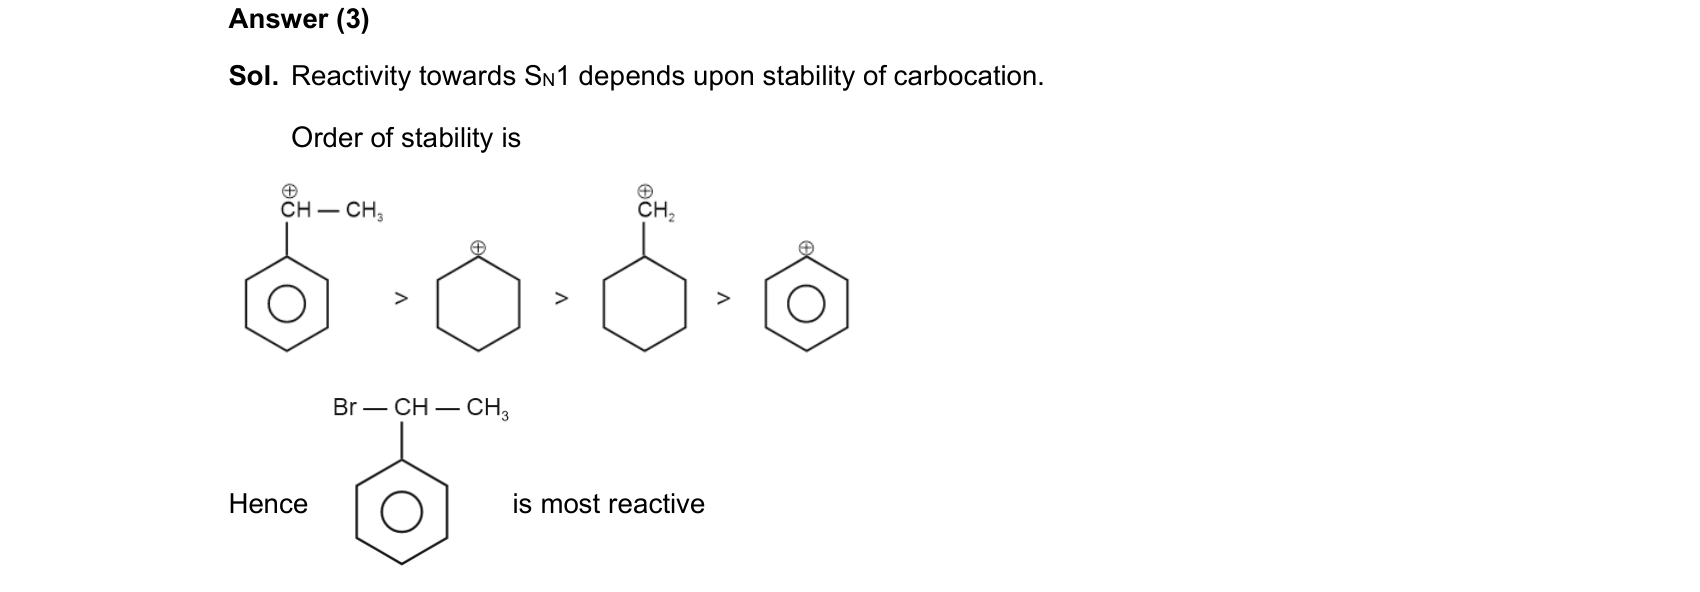 Answer (3)
Sol. Reactivity towards SN1 depends upon stability of carbocation.
Order of stability is
⊕ ⊕
CH — CH₃ CH₂
⊕ ⊕
> > >
Br — CH — CH₃
Hence is most reactive